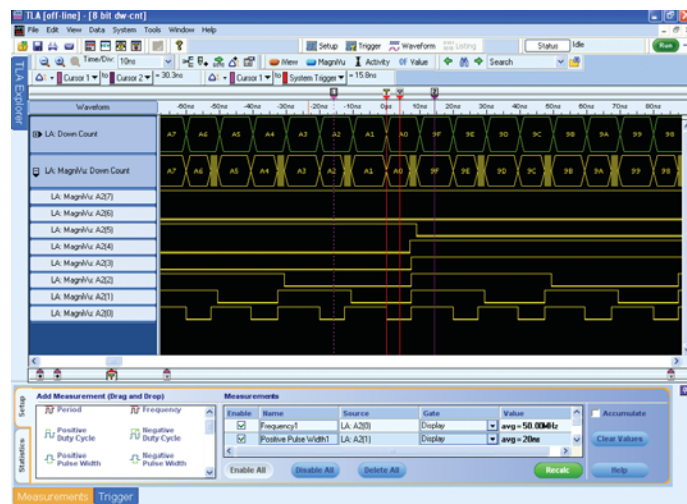 TLA [off-line] - [8 bit dw-cnt]
File Edit View Data System Tools Window Help
Setup Trigger Waveform Listing Status Idle Run
Time/Div: 10ns iView MagniVu Activity Value Search
Cursor 1 to Cursor 2 = 30.3ns Cursor 1 to System Trigger = -15.8ns
TLA Explorer
Waveform -60ns -50ns -40ns -30ns -20ns -10ns 0ps 10ns 20ns 30ns 40ns 50ns 60ns 70ns 80ns
LA: Down Count A7 A6 A5 A4 A3 A2 A1 A0 9F 9E 9D 9C 9B 9A 99 98
LA: MagniVu: Down Count A7 A6 A5 A4 A3 A2 A1 A0 9F 9E 9D 9C 9B 9A 99 98
LA: MagniVu: A2(7)
LA: MagniVu: A2(6)
LA: MagniVu: A2(5)
LA: MagniVu: A2(4)
LA: MagniVu: A2(3)
LA: MagniVu: A2(2)
LA: MagniVu: A2(1)
LA: MagniVu: A2(0)
Setup
Statistics
Add Measurement (Drag and Drop)
Period Frequency
Positive Duty Cycle Negative Duty Cycle
Positive Pulse Width Negative Pulse Width
Measurements
Enable Name Source Gate Value
Frequency1 LA: A2(0) Display avg = 50.00MHz
Positive Pulse Width1 LA: A2(1) Display avg = 20ns
Enable All Disable All Delete All Recalc
Accumulate
Clear Values
Help
Measurements Trigger